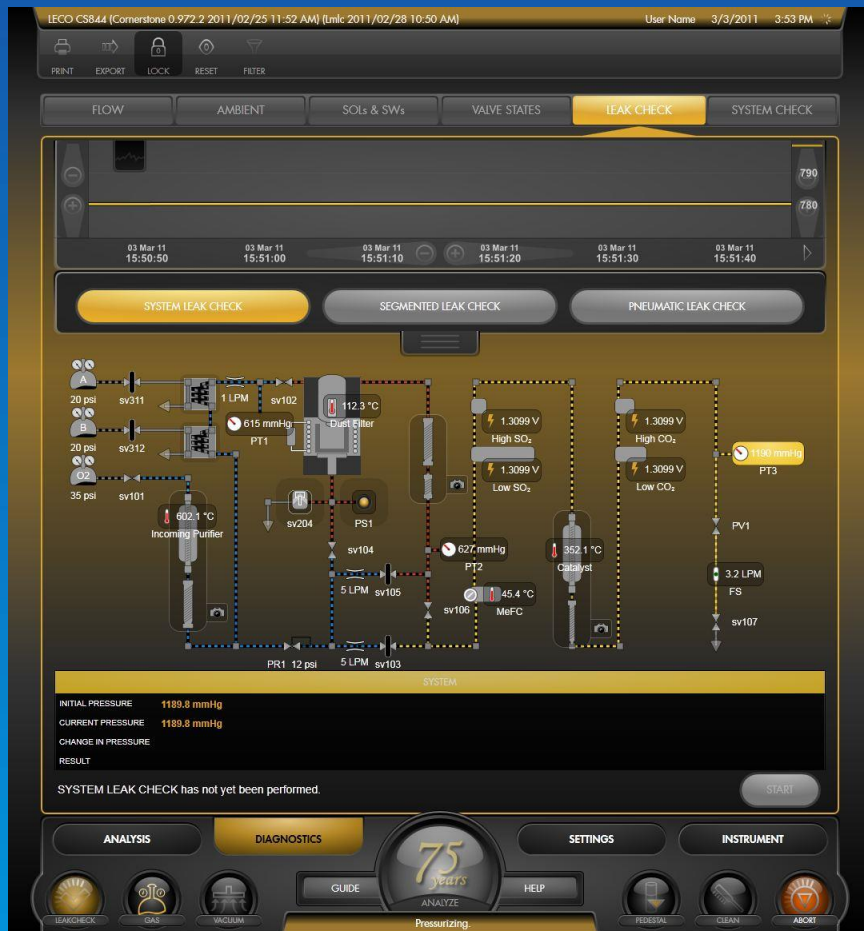 LECO CS844 (Cornerstone 0.972.2 2011/02/25 11:52 AM) (Lmlc 2011/02/28 10:50 AM) User Name 3/3/2011 3:53 PM
PRINT EXPORT LOCK RESET FILTER
FLOW AMBIENT SOLs & SWs VALVE STATES LEAK CHECK SYSTEM CHECK
790
780
03 Mar 11 03 Mar 11 03 Mar 11 03 Mar 11 03 Mar 11 03 Mar 11
15:50:50 15:51:00 15:51:10 15:51:20 15:51:30 15:51:40
SYSTEM LEAK CHECK SEGMENTED LEAK CHECK PNEUMATIC LEAK CHECK
A
20 psi sv311 1 LPM sv102 112.3 °C
Dust Filter
615 mmHg
PT1
B
20 psi sv312
1.3099 V 1.3099 V
High SO₂ High CO₂
1.3099 V 1.3099 V
Low SO₂ Low CO₂
1190 mmHg
PT3
O2
35 psi sv101
602.1 °C
Incoming Purifier
sv204 PS1
sv104
627 mmHg
PT2
352.1 °C
Catalyst
PV1
5 LPM sv105
3.2 LPM
FS
sv106 45.4 °C
MeFC
sv107
PR1 12 psi 5 LPM sv103
SYSTEM
INITIAL PRESSURE 1189.8 mmHg
CURRENT PRESSURE 1189.8 mmHg
CHANGE IN PRESSURE
RESULT
SYSTEM LEAK CHECK has not yet been performed.
START
ANALYSIS DIAGNOSTICS SETTINGS INSTRUMENT
75
years
ANALYZE
GUIDE HELP
LEAKCHECK GAS VACUUM PEDESTAL CLEAN ABORT
Pressurizing.